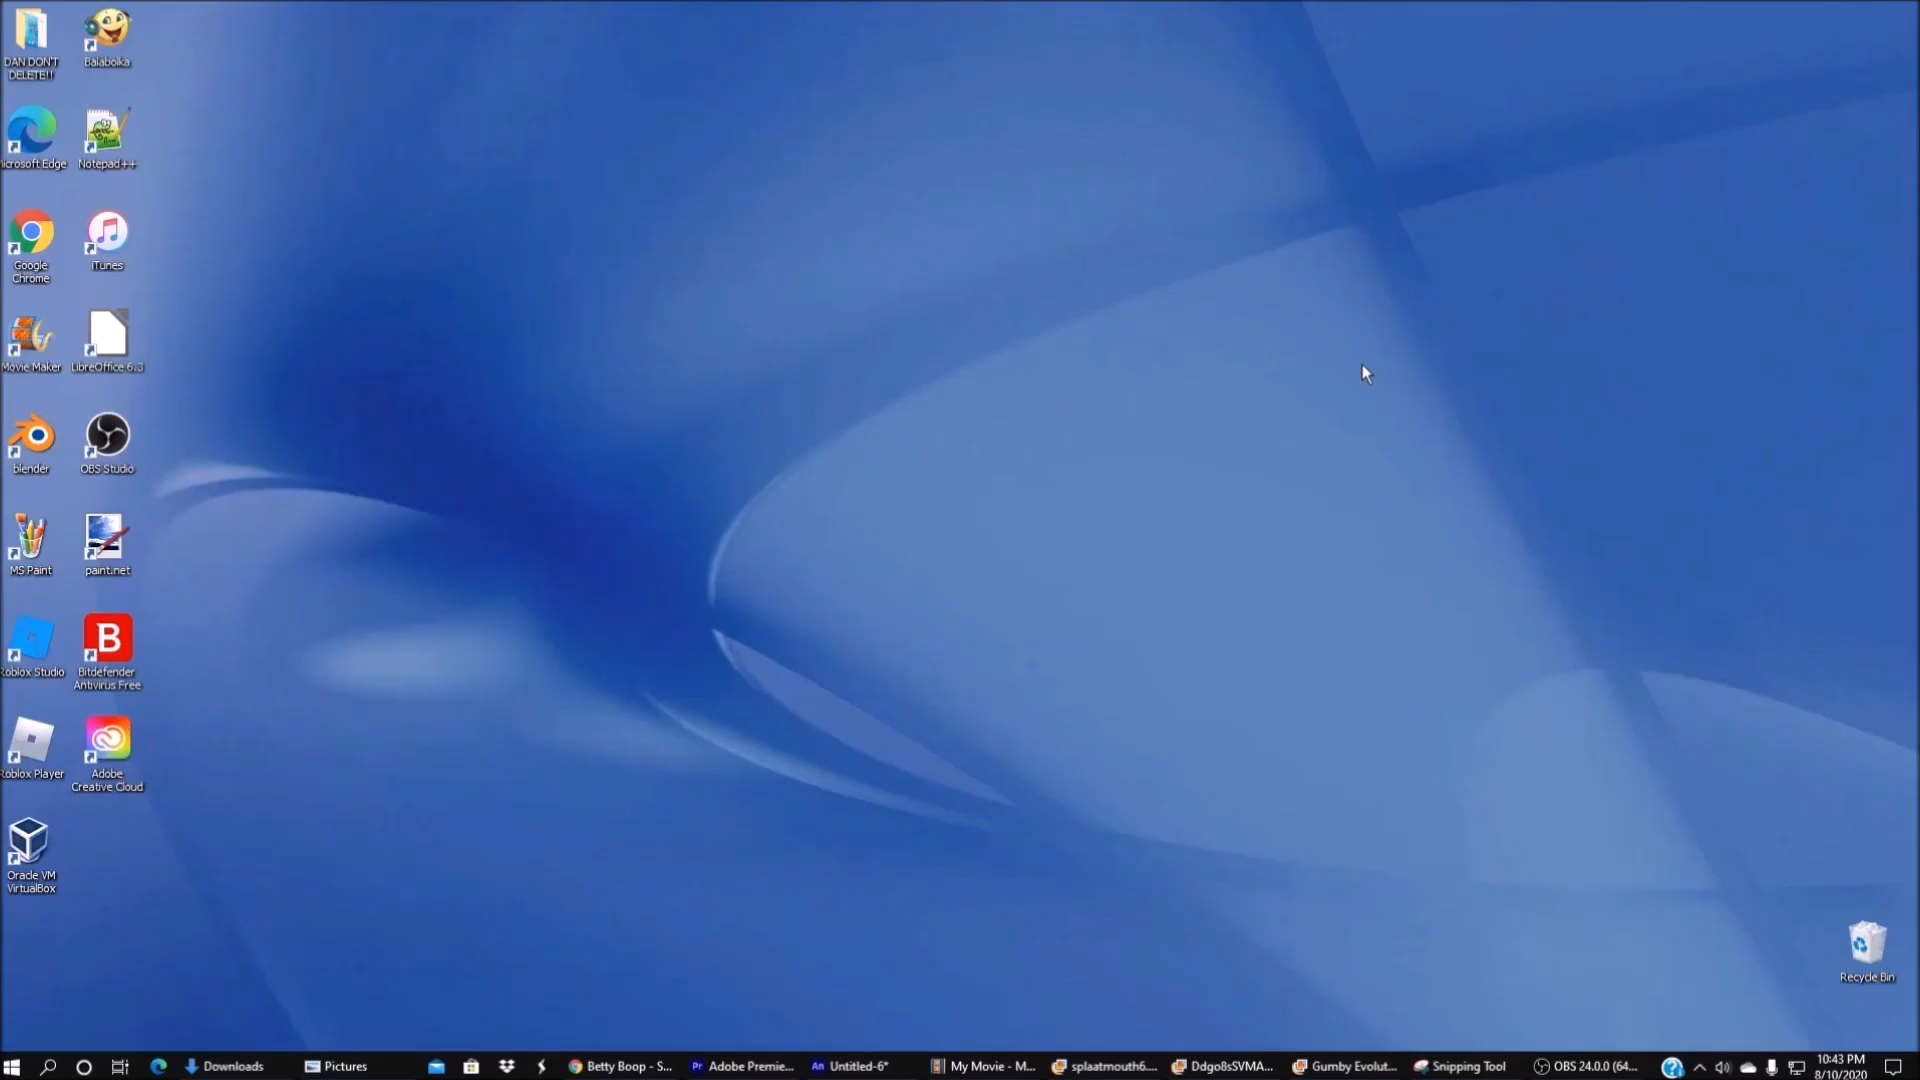 DAN DON'T
DELETE!!
Balabolka
icrosoft Edge
Notepad++
Google
Chrome
iTunes
Movie Maker
LibreOffice 6.3
blender
OBS Studio
MS Paint
paint.net
Roblox Studio
Bitdefender
Antivirus Free
Roblox Player
Adobe
Creative Cloud
Oracle VM
VirtualBox
Recycle Bin
Downloads
Pictures
Betty Boop - S...
Pr
Adobe Premie...
An
Untitled-6*
My Movie - M...
splaatmouth6....
Ddgo8sSVMA...
Gumby Evolut...
Snipping Tool
OBS 24.0.0 (64...
10:43 PM
8/10/2020